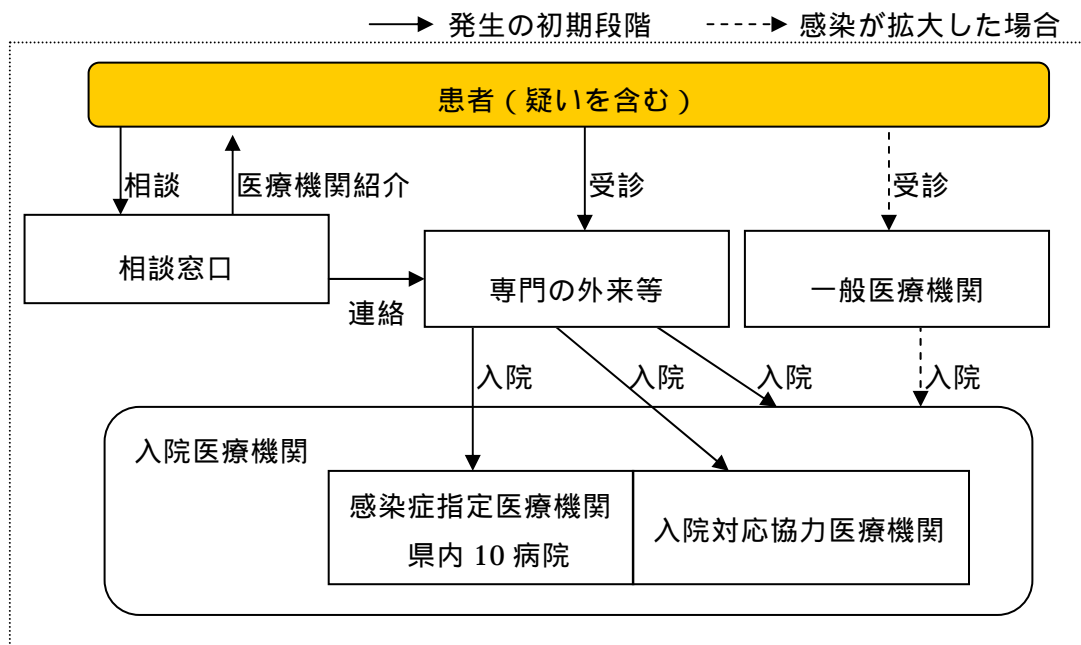 発生の初期段階
感染が拡大した場合
患者(疑いを含む)
相談
医療機関紹介
受診
受診
相談窓口
専門の外来等
一般医療機関
連絡
入院
入院
入院
入院
入院医療機関
感染症指定医療機関
県内 10 病院
入院対応協力医療機関